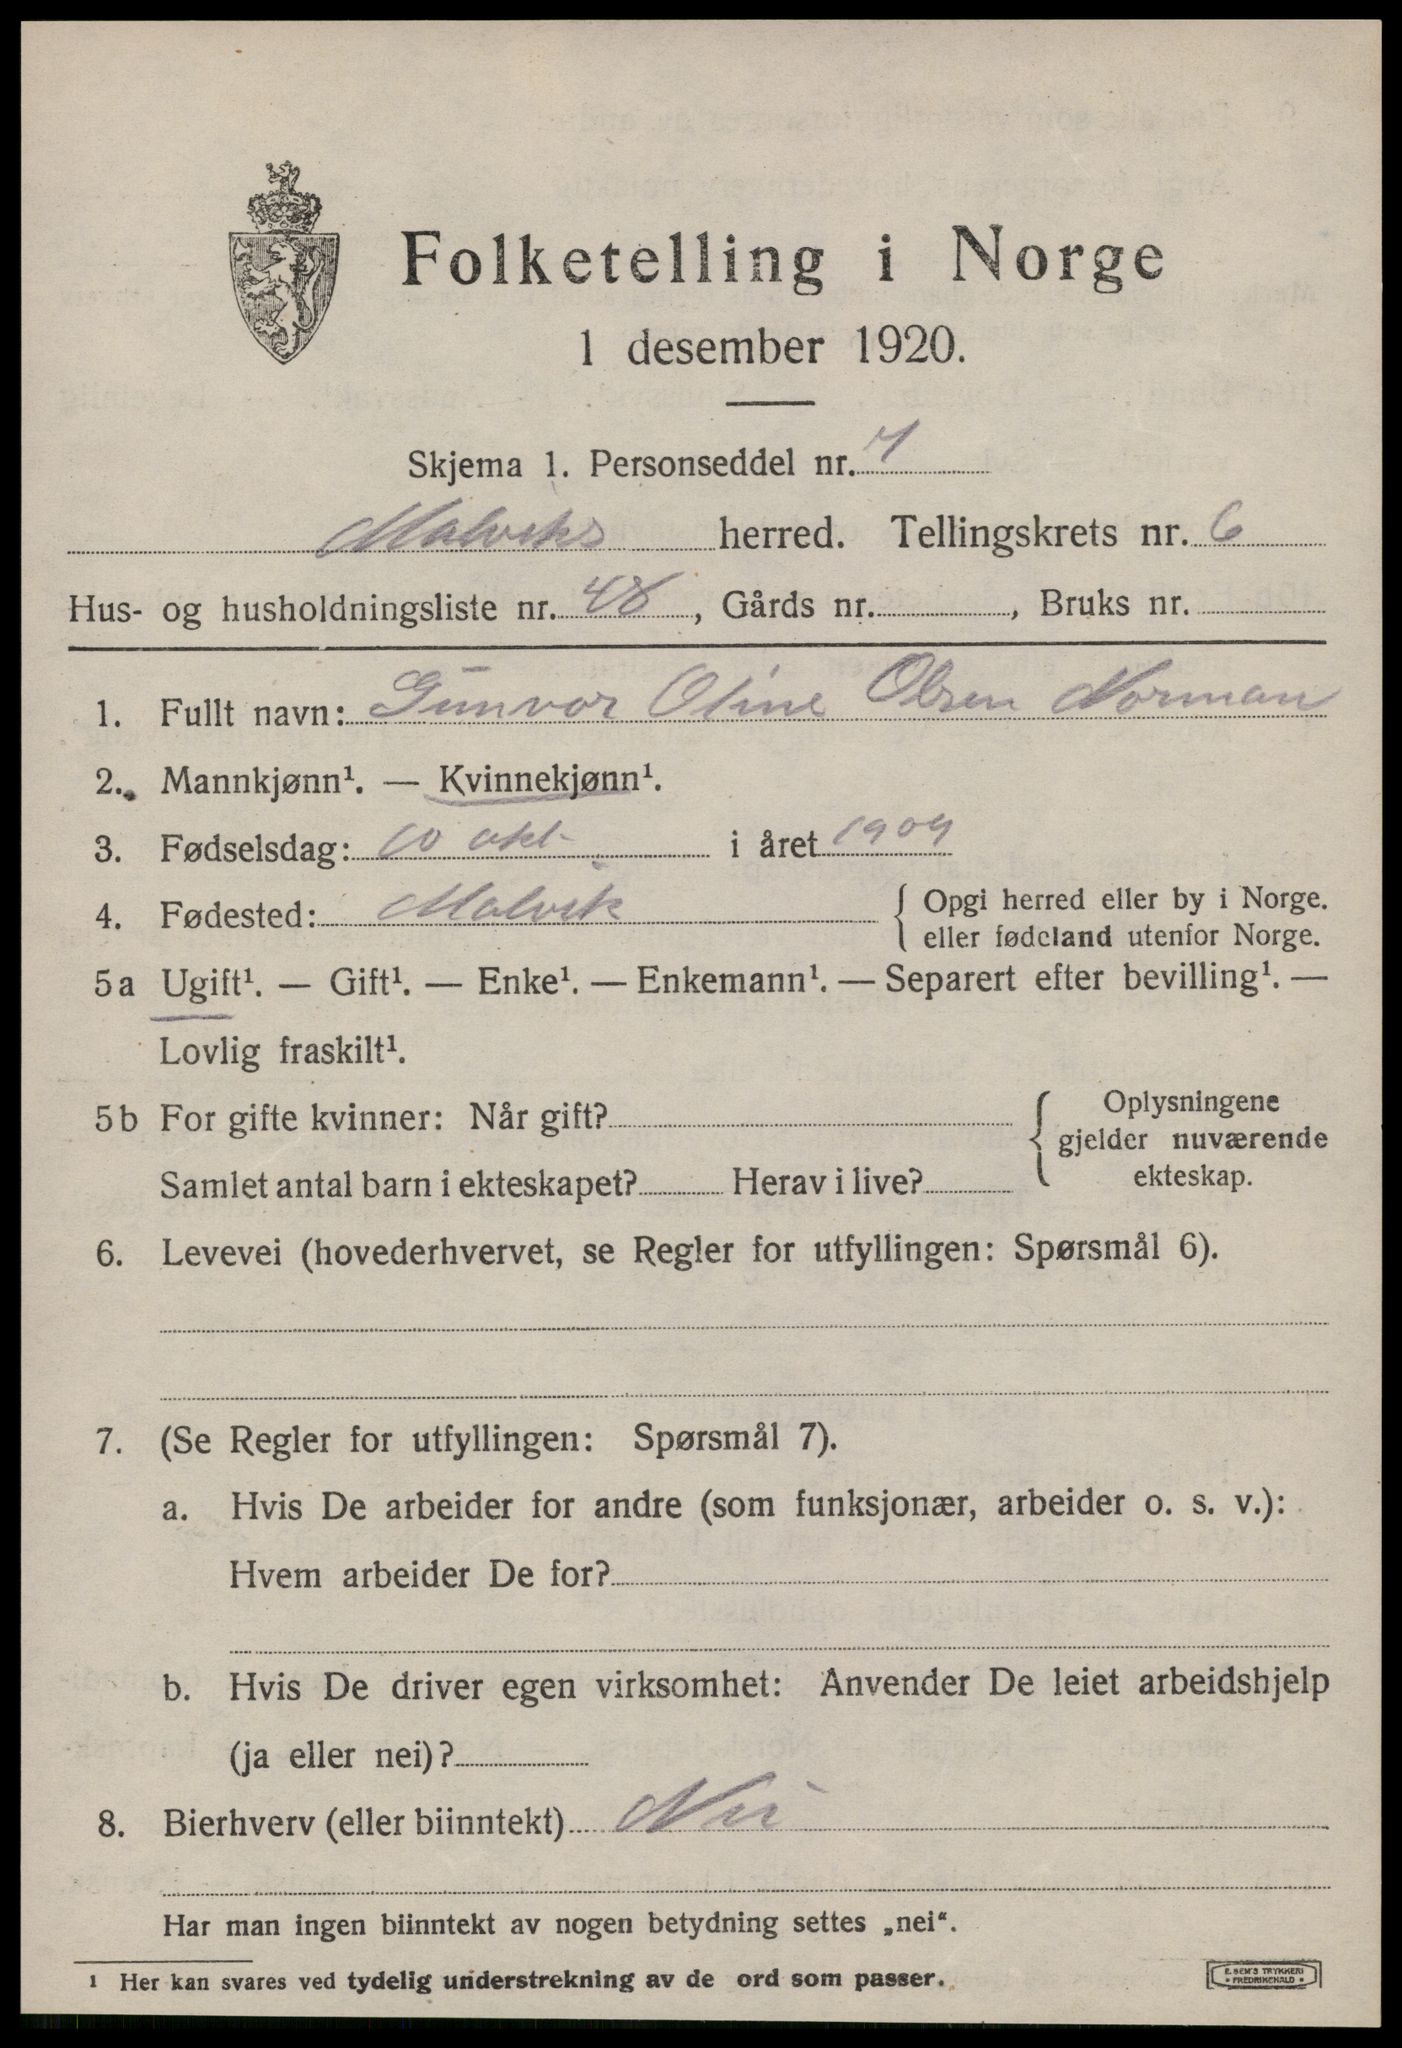 Folketelling i Norge
1 desember 1920.
Skjema 1. Personseddel nr. 7
Malviks herred. Tellingskrets nr. 6
Hus- og husholdningsliste nr. 48, Gårds nr. , Bruks nr.
1. Fullt navn: Gunvor Oline Olsen Norman
2. Mannkjønn¹. — Kvinnekjønn¹.
3. Fødselsdag: 10 okt. i året 1909
4. Fødested: Malvik { Opgi herred eller by i Norge.
eller fødeland utenfor Norge.
5a Ugift¹. — Gift¹. — Enke¹. — Enkemann¹. — Separert efter bevilling¹. —
Lovlig fraskilt¹.
5b For gifte kvinner: Når gift? { Oplysningene
gjelder nuværende
Samlet antal barn i ekteskapet? Herav i live? ekteskap.
6. Levevei (hovederhvervet, se Regler for utfyllingen: Spørsmål 6).
7. (Se Regler for utfyllingen: Spørsmål 7).
a. Hvis De arbeider for andre (som funksjonær, arbeider o. s. v.):
Hvem arbeider De for?
b. Hvis De driver egen virksomhet: Anvender De leiet arbeidshjelp
(ja eller nei)?
8. Bierhverv (eller biinntekt) Nei
Har man ingen biinntekt av nogen betydning settes „nei“.
¹ Her kan svares ved tydelig understrekning av de ord som passer.
E. SEM'S TRYKKERI
FREDRIKSHALD